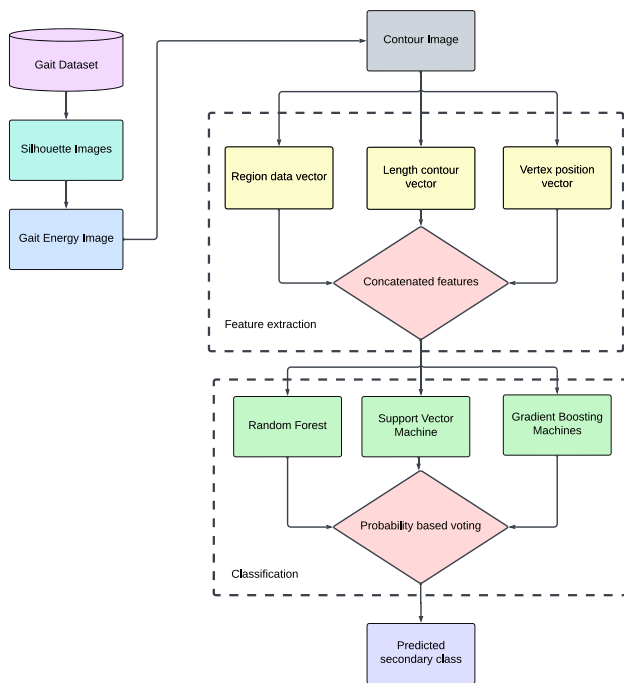 Gait Dataset
Silhouette Images
Gait Energy Image
Contour Image
Region data vector
Length contour
vector
Vertex position
vector
Concatenated features
Feature extraction
Random Forest
Support Vector
Machine
Gradient Boosting
Machines
Probability based voting
Classification
Predicted
secondary class